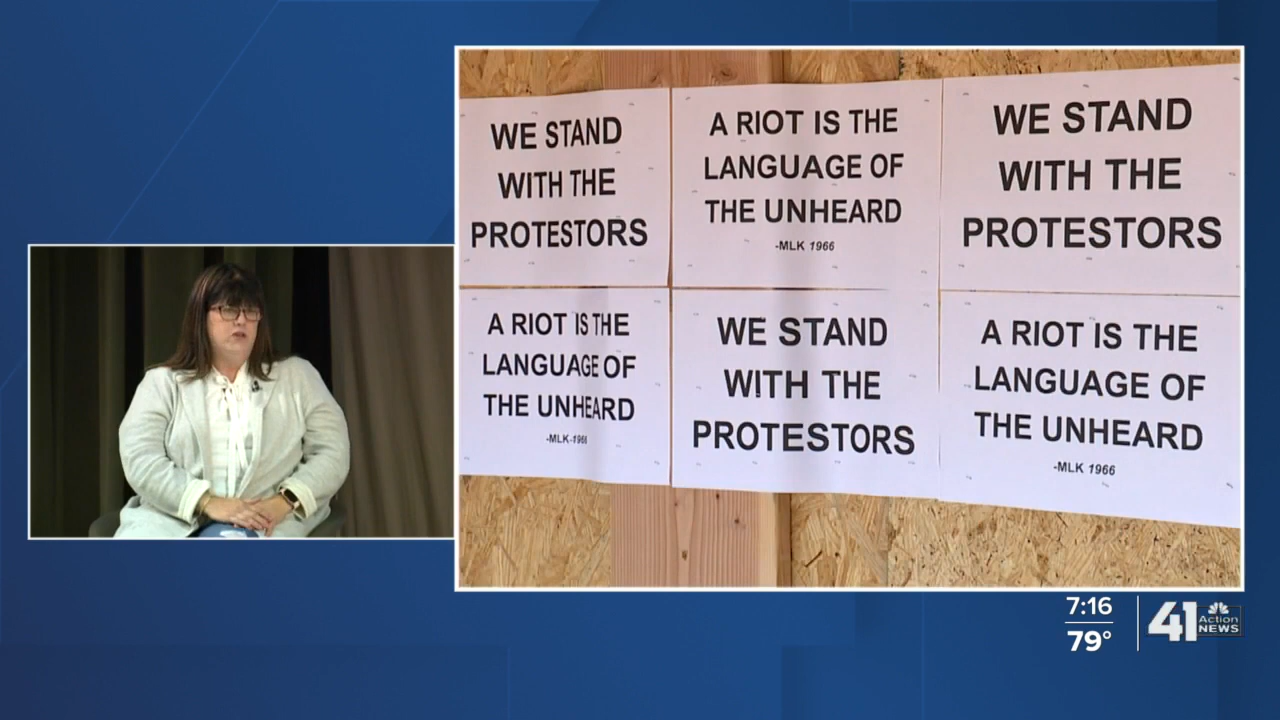 WE STAND
WITH THE
PROTESTORS
A RIOT IS THE
LANGUAGE OF
THE UNHEARD
-MLK 1966
WE STAND
WITH THE
PROTESTORS
A RIOT IS THE
LANGUAGE OF
THE UNHEARD
-MLK-1966
WE STAND
WITH THE
PROTESTORS
A RIOT IS THE
LANGUAGE OF
THE UNHEARD
-MLK 1966
7:16
79°
41 Action
NEWS